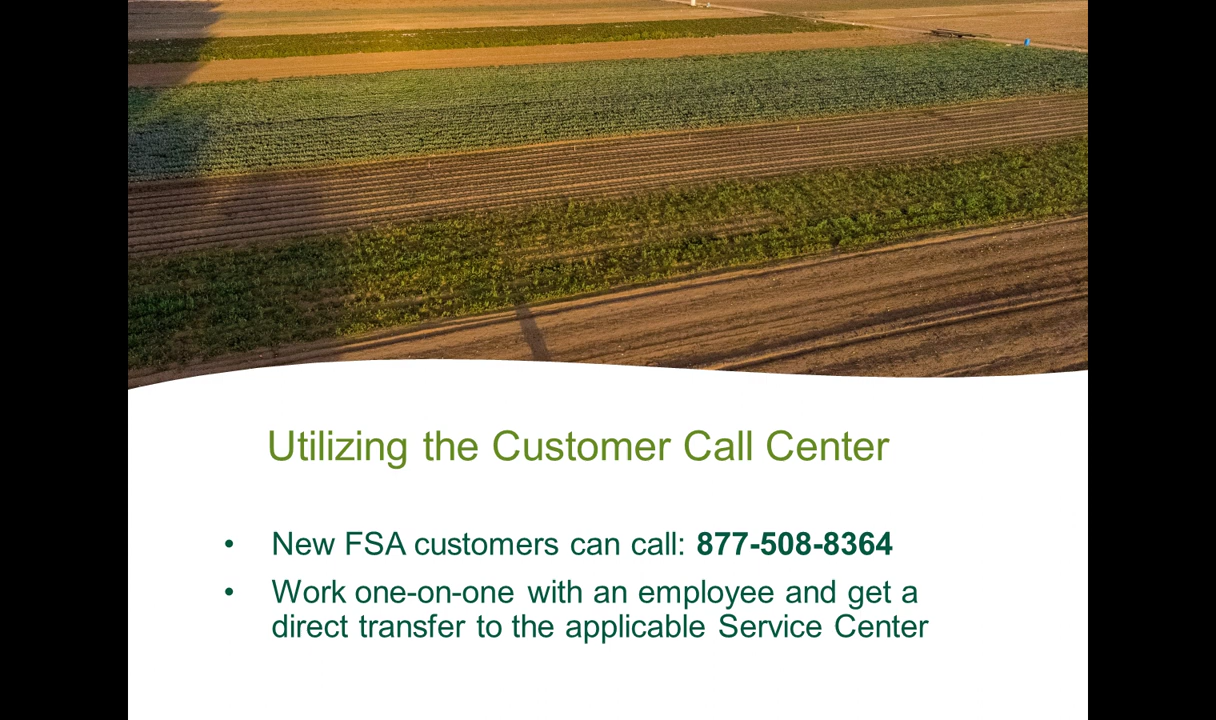 Utilizing the Customer Call Center
• New FSA customers can call: 877-508-8364
• Work one-on-one with an employee and get a
direct transfer to the applicable Service Center